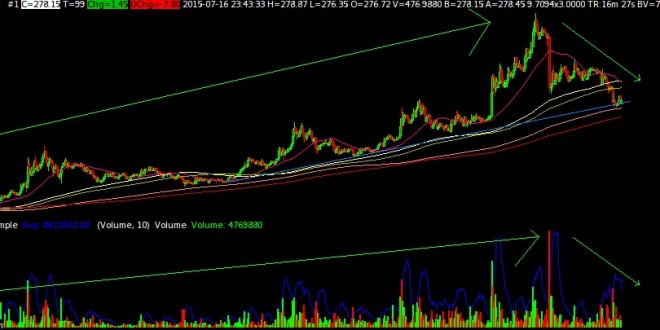 #1 C=278.15 T=99 Chg=1.45 OChg=-7.80 2015-07-16 23:43:33 H=278.87 L=276.35 O=276.72 V=476.9880 B=278.15 A=278.45 9.7094x3.0000 TR:16m 27s BV=7
mple Avg: 8612602.00 (Volume, 10) Volume Volume: 4769880